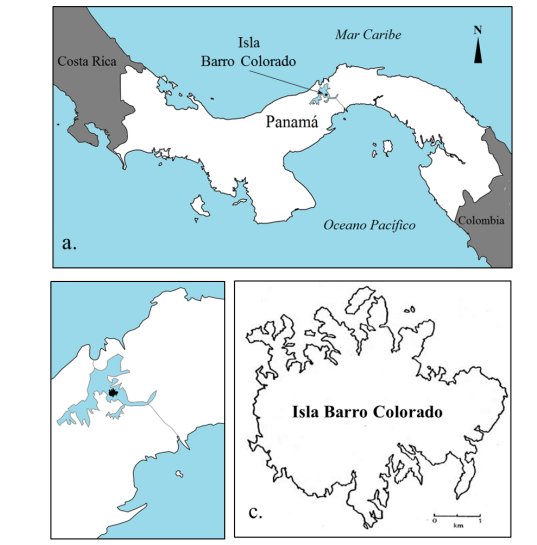 Mar Caribe
N
Isla
Barro Colorado
Costa Rica
Panamá
Colombia
Oceano Pacífico
a.
Isla Barro Colorado
c.
0 1
km